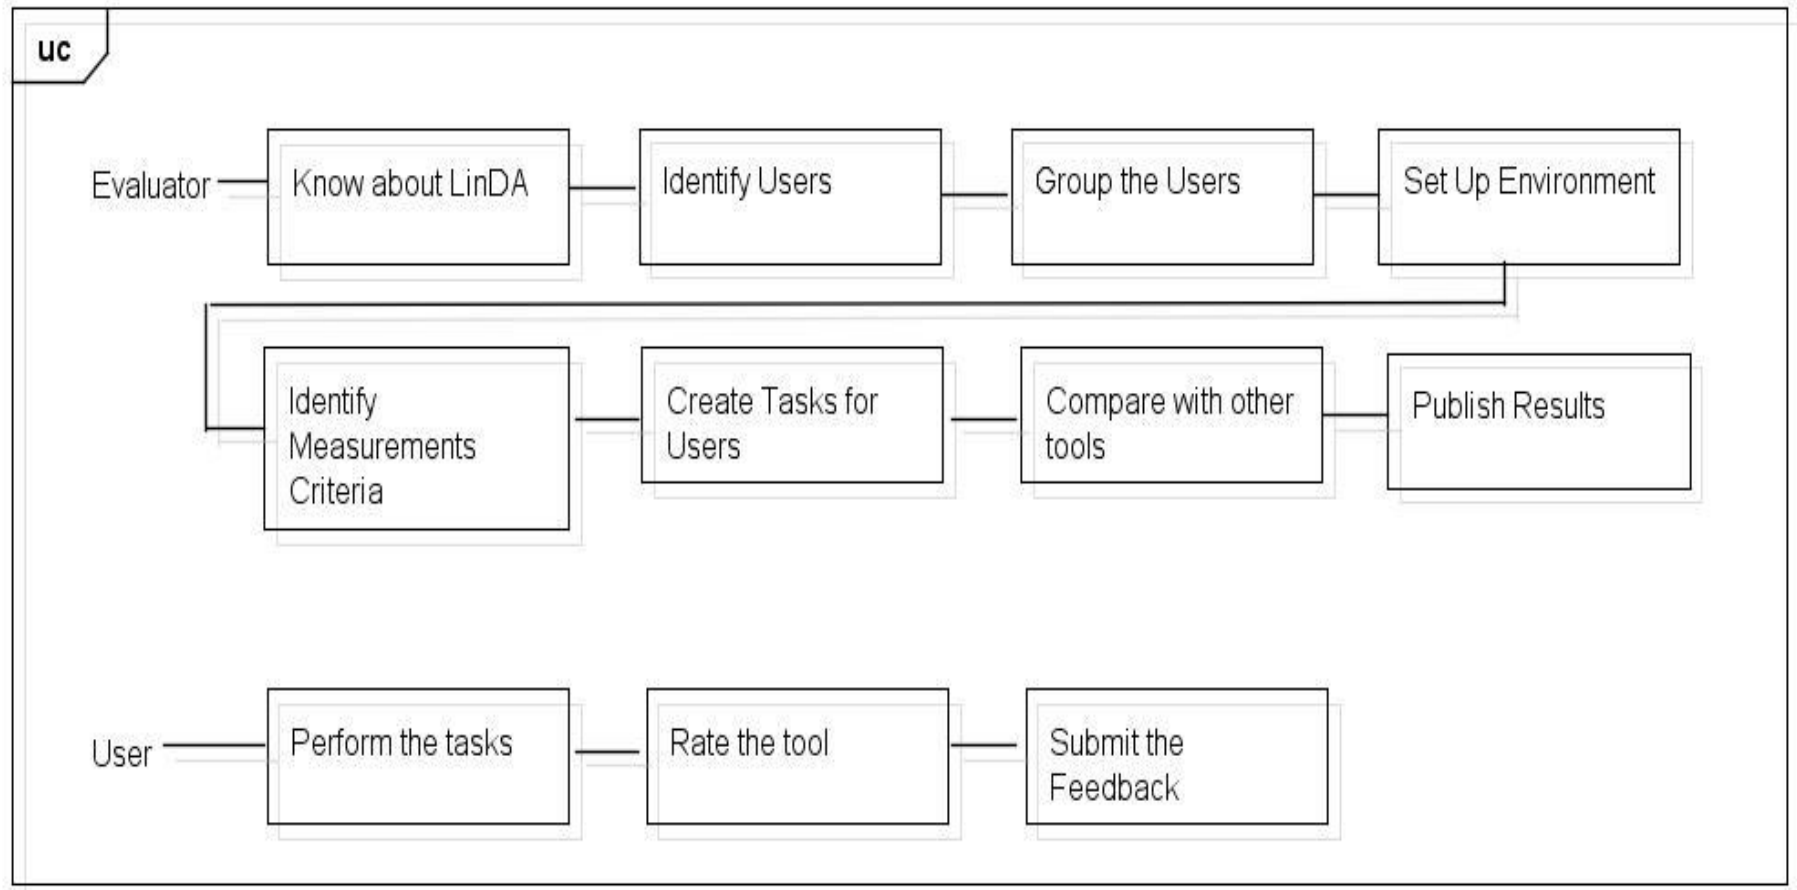 uc
Evaluator
Know about LinDA
Identify Users
Group the Users
Set Up Environment
Identify
Measurements
Criteria
Create Tasks for
Users
Compare with other
tools
Publish Results
User
Perform the tasks
Rate the tool
Submit the
Feedback